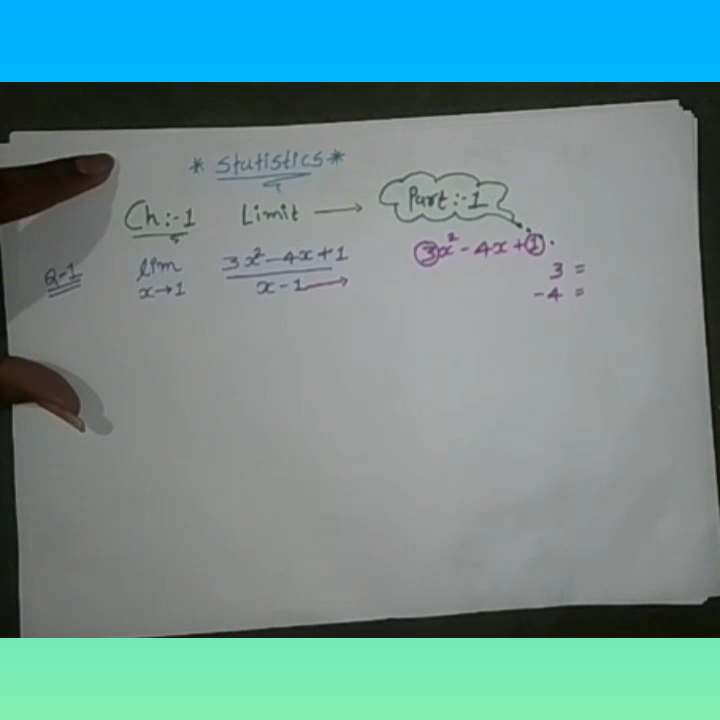 * Statistics *
Ch:-1 Limit → Part:-1
Q-1 lim x→1 3x²-4x+1 / x-1 →
3x²-4x+1.
3 =
-4 =